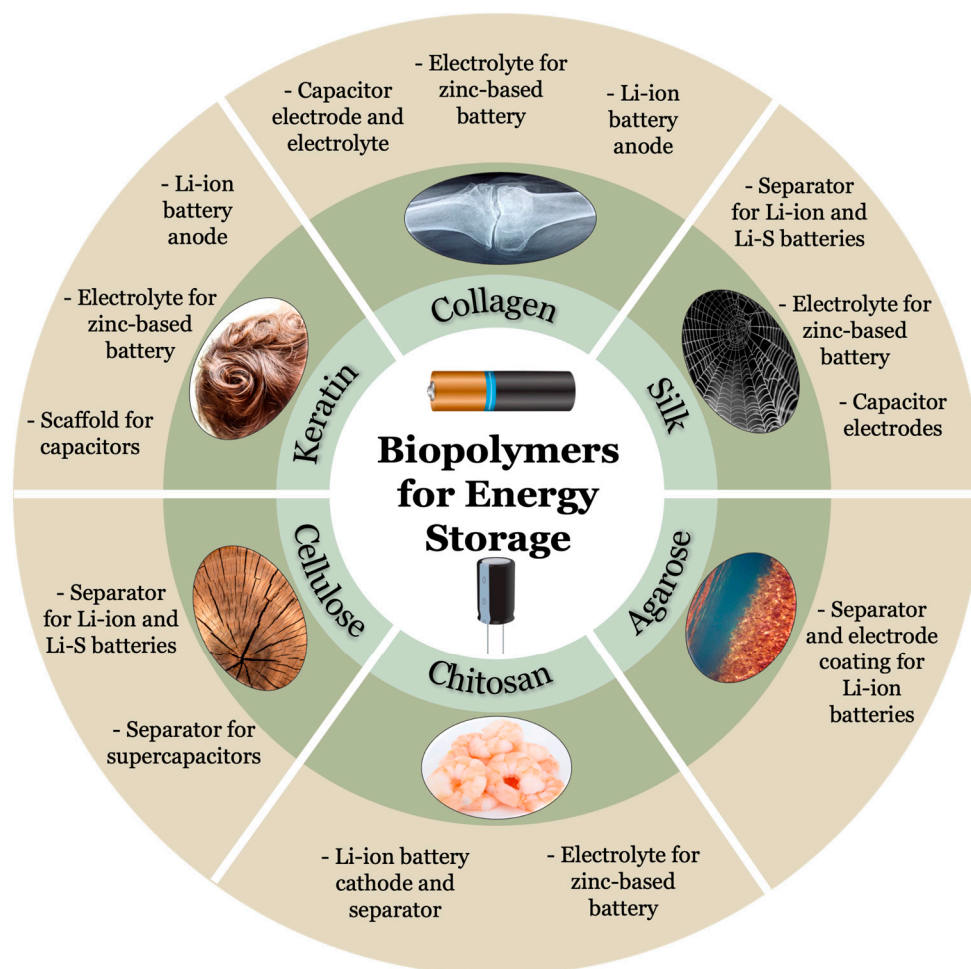 Biopolymers
for Energy
Storage
Collagen
- Capacitor
electrode and
electrolyte
- Electrolyte for
zinc-based
battery
- Li-ion
battery
anode
Silk
- Separator
for Li-ion and
Li-S batteries
- Electrolyte for
zinc-based
battery
- Capacitor
electrodes
Agarose
- Separator
and electrode
coating for
Li-ion
batteries
Chitosan
- Li-ion battery
cathode and
separator
- Electrolyte for
zinc-based
battery
Cellulose
- Separator
for Li-ion and
Li-S batteries
- Separator for
supercapacitors
Keratin
- Li-ion
battery
anode
- Electrolyte for
zinc-based
battery
- Scaffold for
capacitors